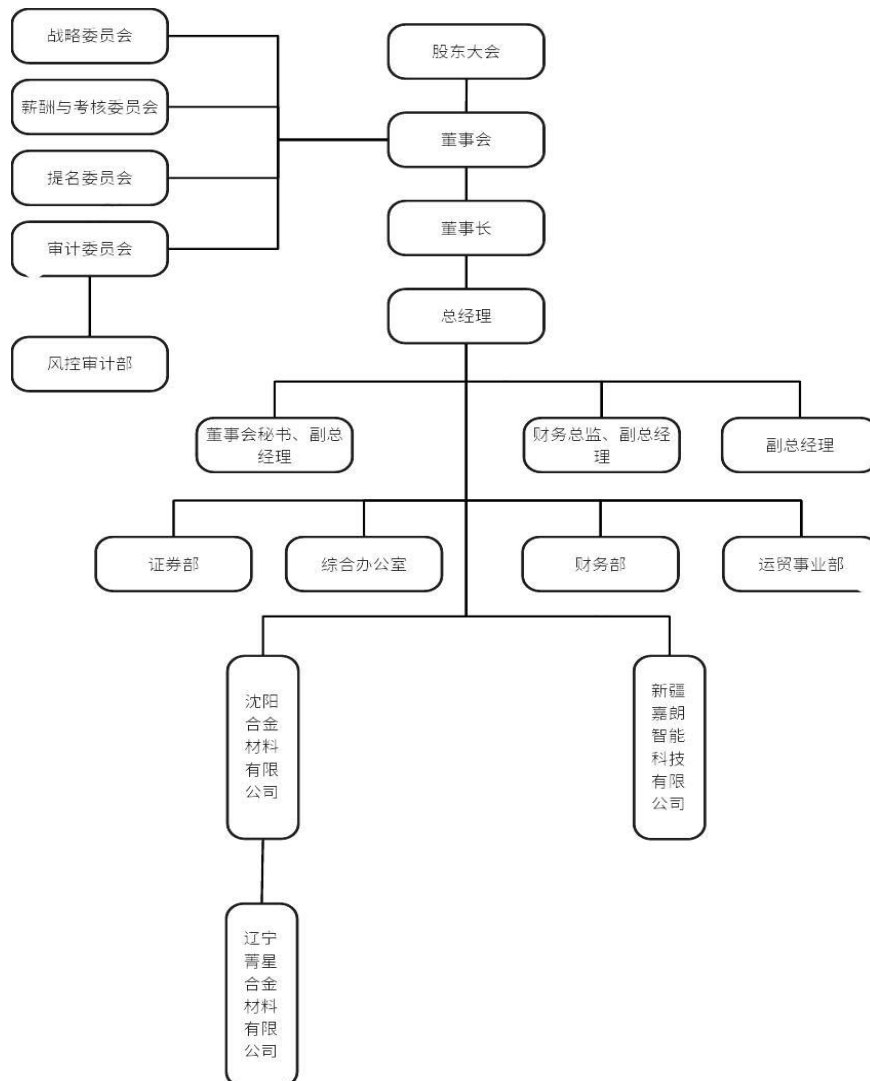 战略委员会
股东大会
薪酬与考核委员会
董事会
提名委员会
董事长
审计委员会
总经理
风控审计部
董事会秘书、副总
经理
财务总监、副总经
理
副总经理
证券部
综合办公室
财务部
运贸事业部
沈阳
合金
材料
有限
公司
新疆
嘉朗
智能
科技
有限
公司
辽宁
菁星
合金
材料
有限
公司